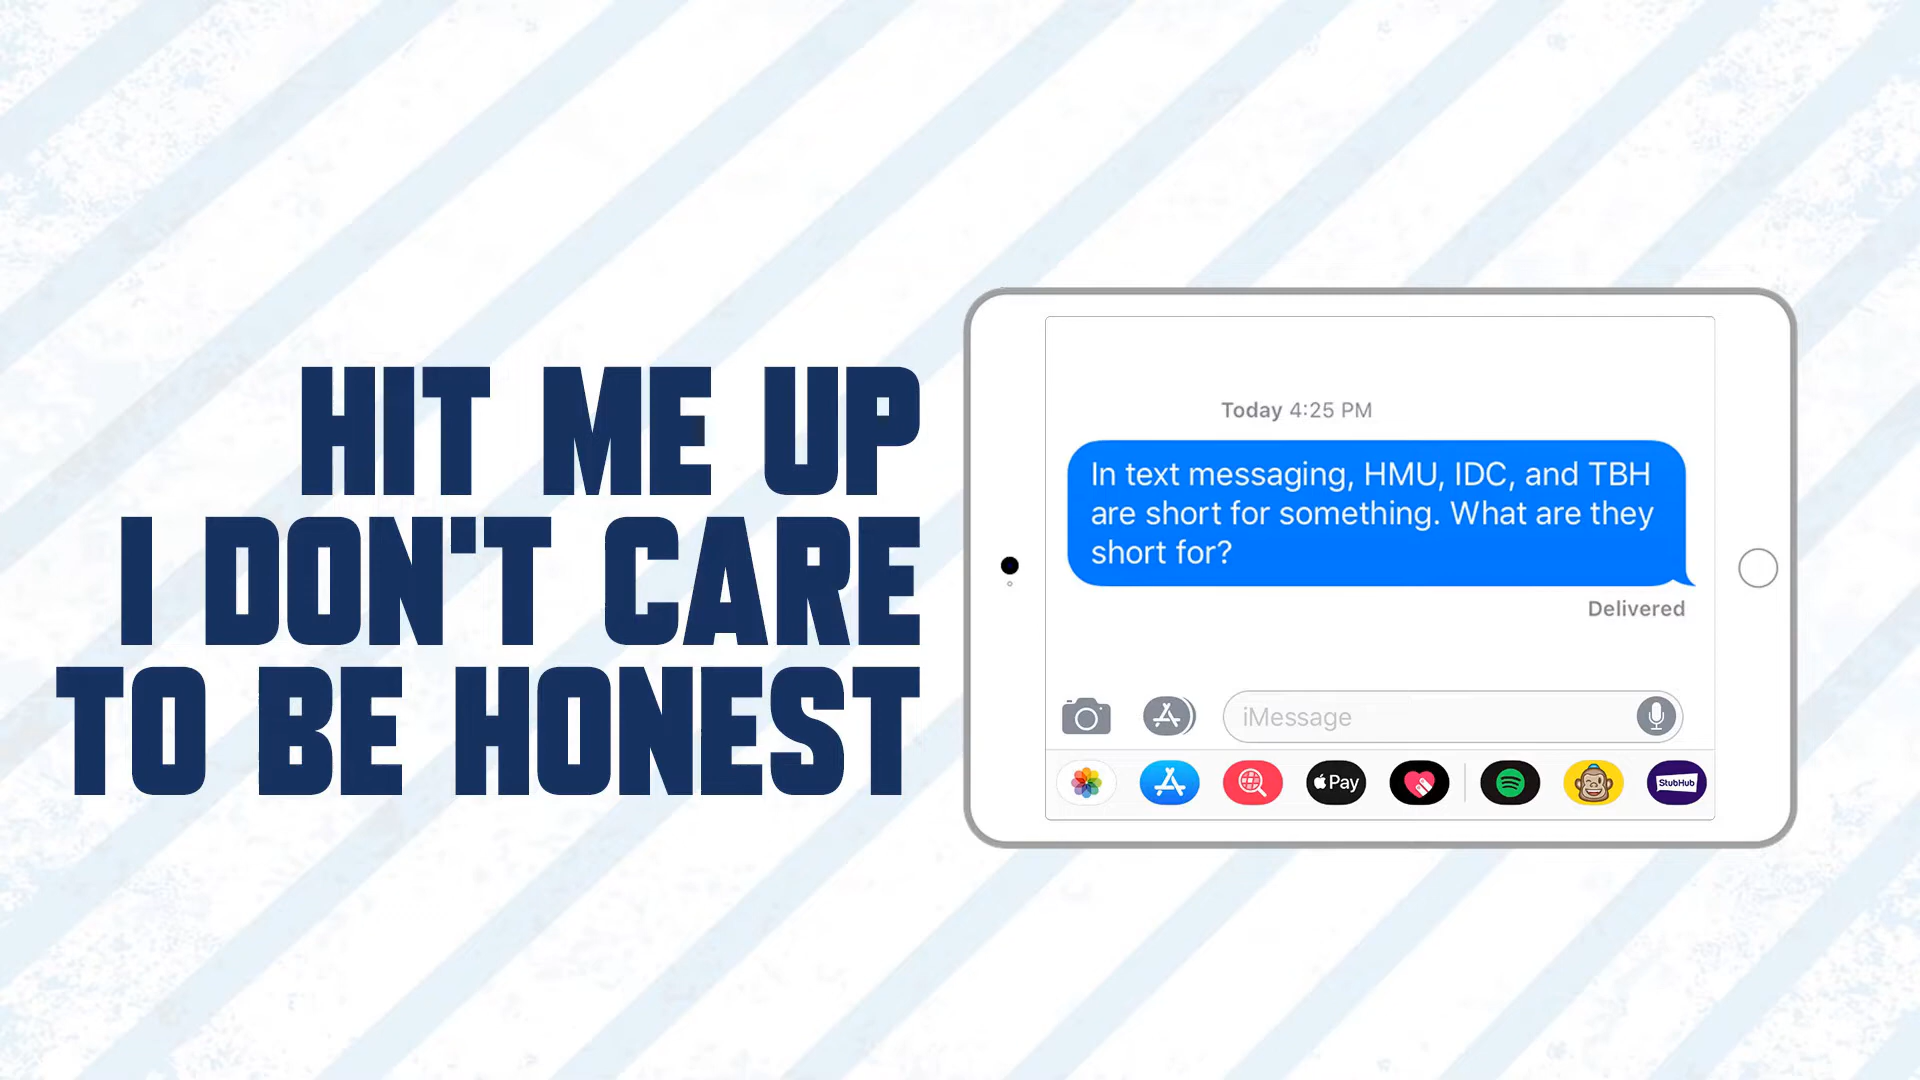 HIT ME UP
I DON'T CARE
TO BE HONEST
Today 4:25 PM
In text messaging, HMU, IDC, and TBH
are short for something. What are they
short for?
Delivered
iMessage
Pay
StubHub